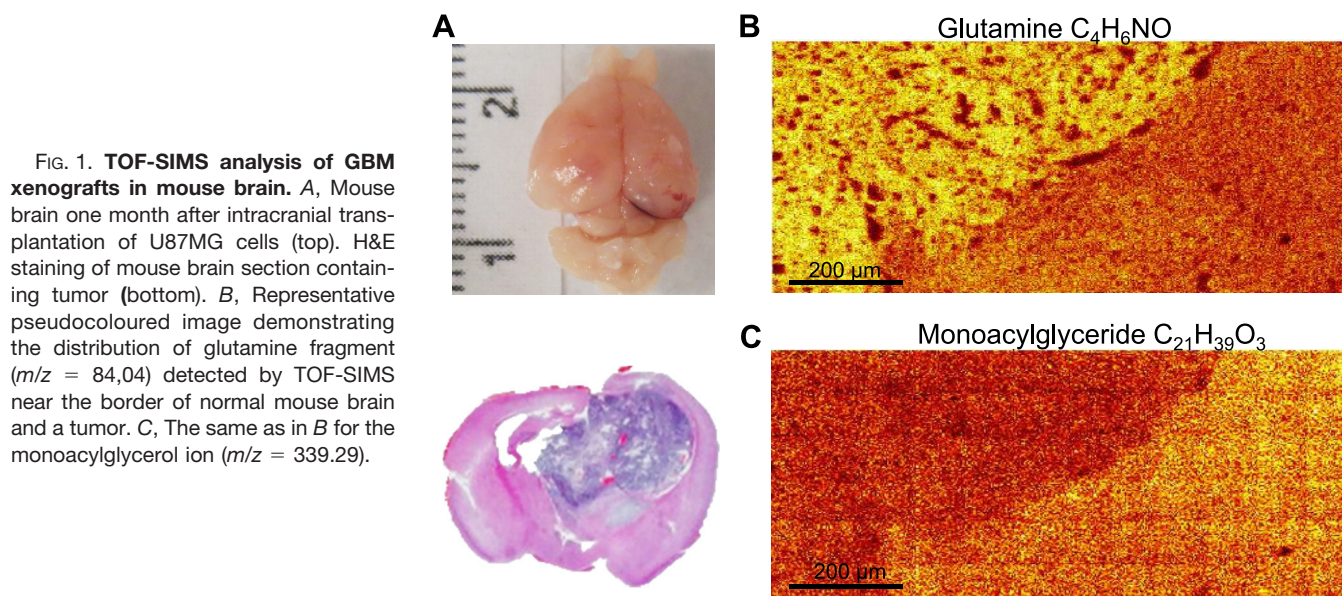 FIG. 1. TOF-SIMS analysis of GBM
xenografts in mouse brain. A, Mouse
brain one month after intracranial trans-
plantation of U87MG cells (top). H&E
staining of mouse brain section contain-
ing tumor (bottom). B, Representative
pseudocoloured image demonstrating
the distribution of glutamine fragment
(m/z = 84,04) detected by TOF-SIMS
near the border of normal mouse brain
and a tumor. C, The same as in B for the
monoacylglycerol ion (m/z = 339.29).
A
2
1
B
Glutamine C₄H₆NO
200 µm
C
Monoacylglyceride C₂₁H₃₉O₃
200 µm